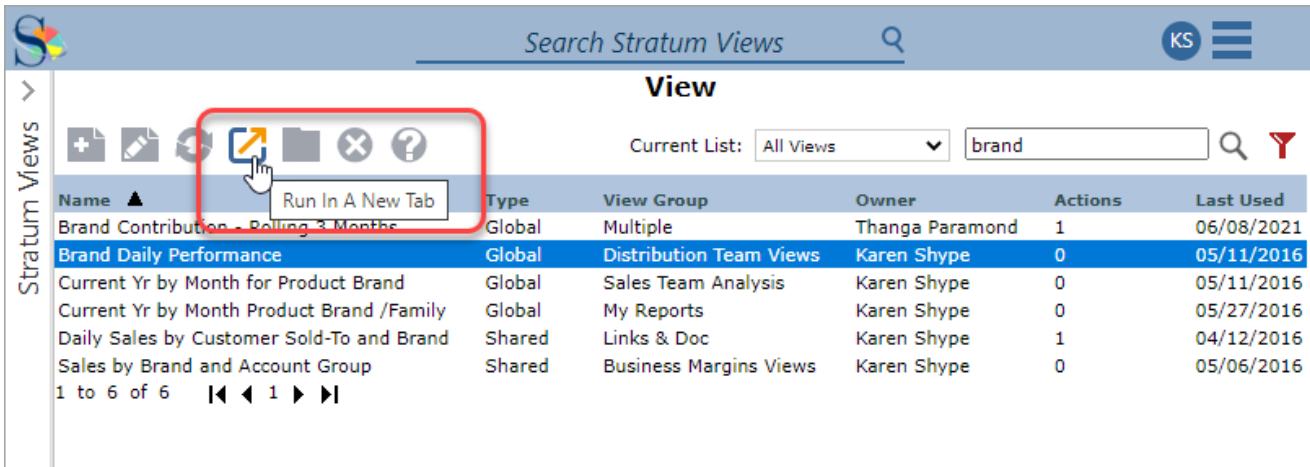 Search Stratum Views KS
View
Stratum Views
Current List: All Views brand
Run In A New Tab
Name Type View Group Owner Actions Last Used
Brand Contribution - Rolling 3 Months Global Multiple Thanga Paramond 1 06/08/2021
Brand Daily Performance Global Distribution Team Views Karen Shype 0 05/11/2016
Current Yr by Month for Product Brand Global Sales Team Analysis Karen Shype 0 05/11/2016
Current Yr by Month Product Brand /Family Global My Reports Karen Shype 0 05/27/2016
Daily Sales by Customer Sold-To and Brand Shared Links & Doc Karen Shype 1 04/12/2016
Sales by Brand and Account Group Shared Business Margins Views Karen Shype 0 05/06/2016
1 to 6 of 6 1